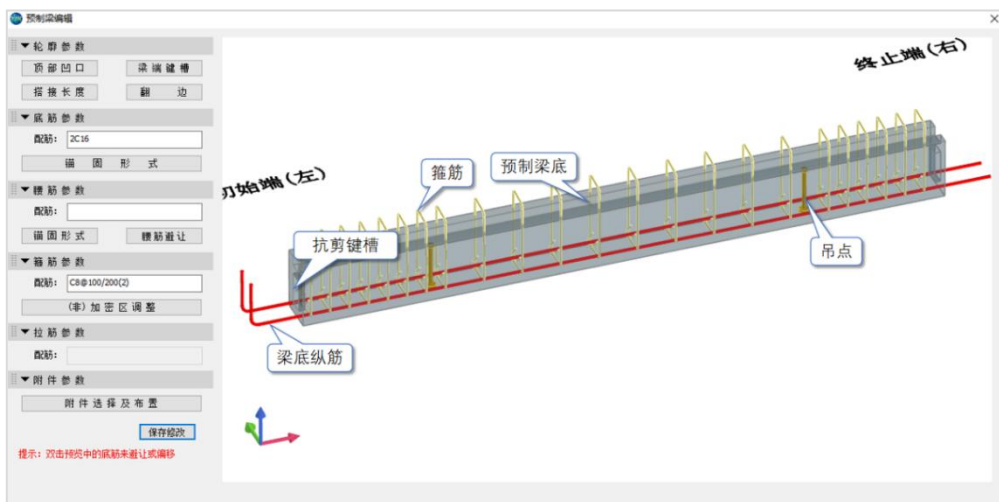 预制梁编辑
轮廓参数
顶部凹口 梁端键槽
搭接长度 翻边
底筋参数
配筋: 2C16
锚固形式
腰筋参数
配筋:
锚固形式 腰筋避让
箍筋参数
配筋: C8@100/200(2)
(非)加密区调整
拉筋参数
配筋:
附件参数
附件选择及布置
保存修改
提示: 双击预览中的底筋来避让或偏移
终止端(右)
初始端(左)
箍筋
预制梁底
抗剪键槽
吊点
梁底纵筋